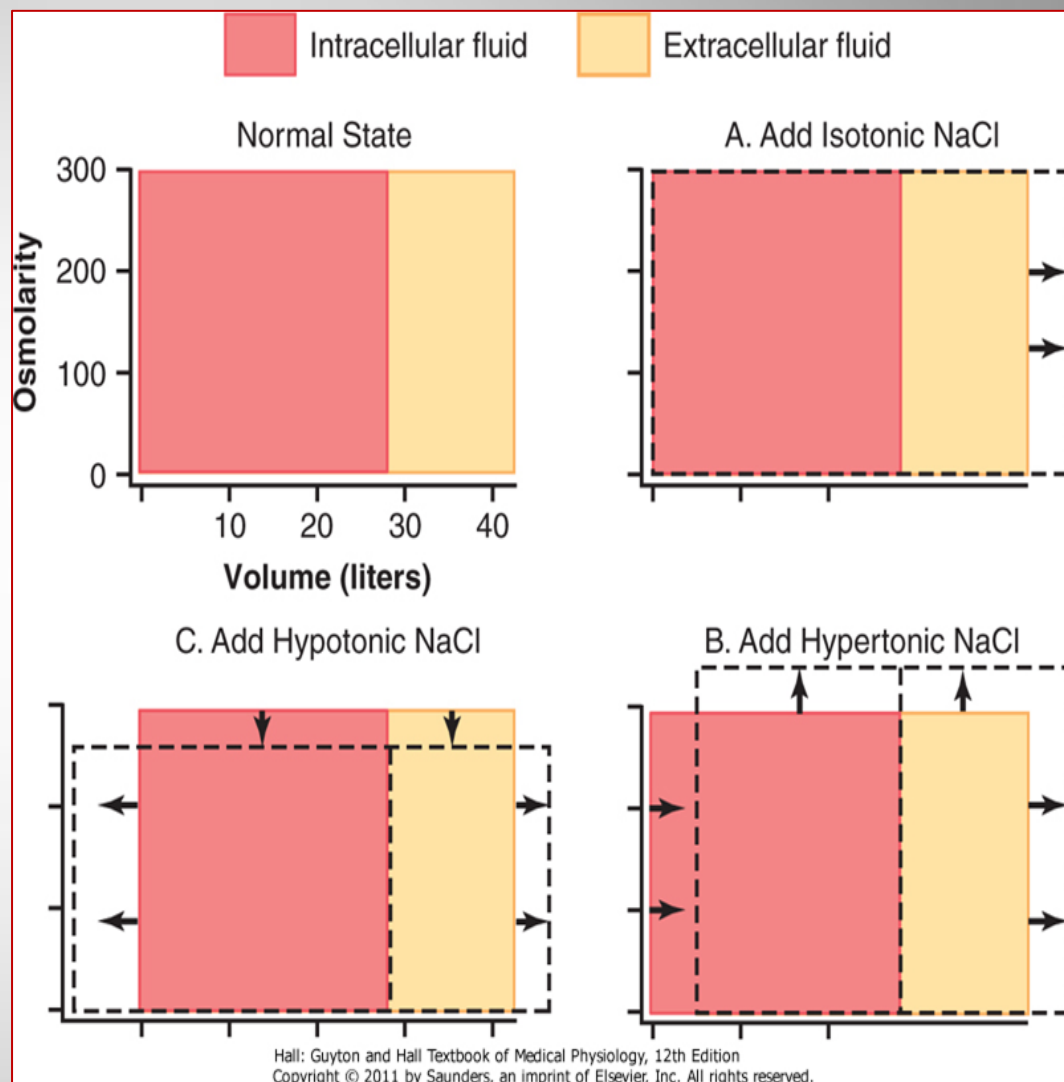 Intracellular fluid
Extracellular fluid
Normal State
A. Add Isotonic NaCl
Osmolarity
300
200
100
0
10 20 30 40
Volume (liters)
C. Add Hypotonic NaCl
B. Add Hypertonic NaCl
Hall: Guyton and Hall Textbook of Medical Physiology, 12th Edition
Copyright © 2011 by Saunders, an imprint of Elsevier, Inc. All rights reserved.